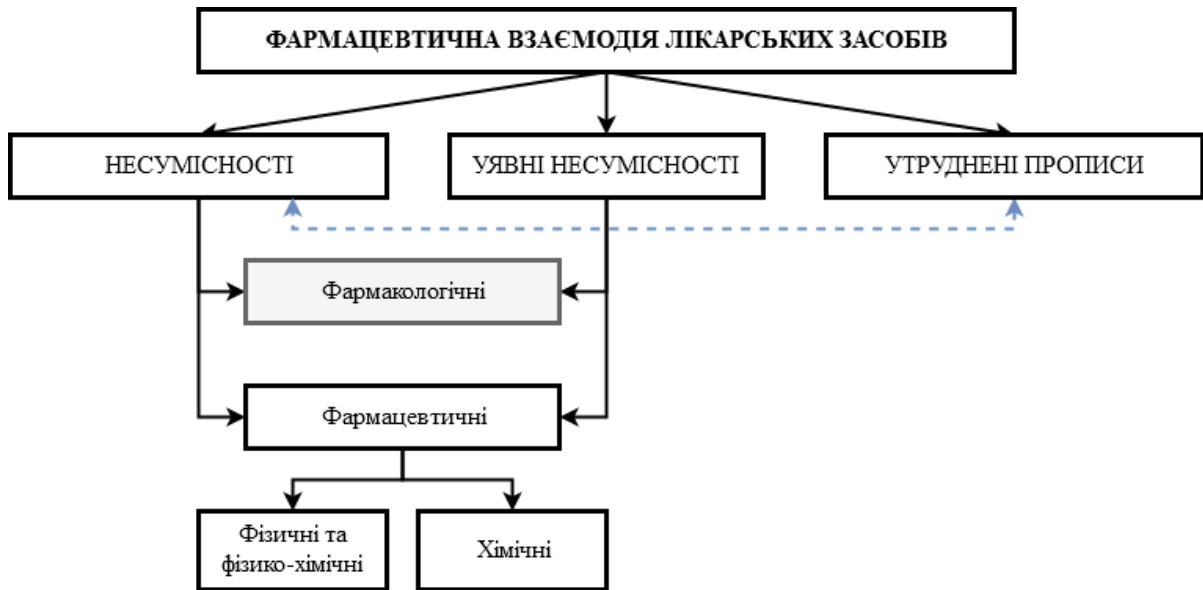 ФАРМАЦЕВТИЧНА ВЗАЄМОДІЯ ЛІКАРСЬКИХ ЗАСОБІВ
НЕСУМІСНОСТІ
УЯВНІ НЕСУМІСНОСТІ
УТРУДНЕНІ ПРОПИСИ
Фармакологічні
Фармацевтичні
Фізичні та
фізико-хімічні
Хімічні